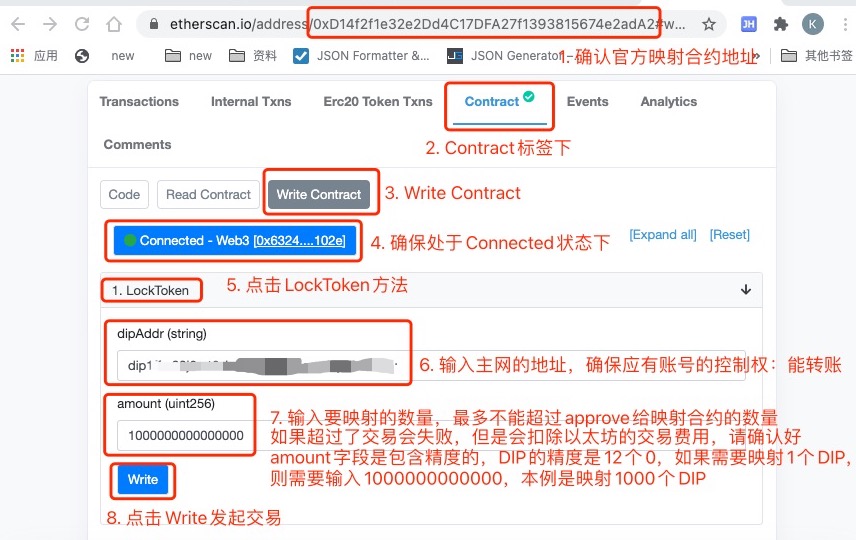 etherscan.io/address/0xD14f2f1e32e2Dd4C17DFA27f1393815674e2adA2#w...
JH
K
应用
new
new
资料
JSON Formatter &...
JSON Generator
其他书签
1. 确认官方映射合约地址
Transactions
Internal Txns
Erc20 Token Txns
Contract
Events
Analytics
Comments
2. Contract标签下
Code
Read Contract
Write Contract
3. Write Contract
Connected - Web3 [0x6324....102e]
4. 确保处于Connected状态下
[Expand all]
[Reset]
1. LockToken
5. 点击LockToken方法
dipAddr (string)
dip1
6. 输入主网的地址，确保应有账号的控制权：能转账
amount (uint256)
1000000000000000
7. 输入要映射的数量，最多不能超过approve给映射合约的数量
如果超过了交易会失败，但是会扣除以太坊的交易费用，请确认好
amount字段是包含精度的，DIP的精度是12个0，如果需要映射1个DIP，
则需要输入1000000000000，本例是映射1000个DIP
Write
8. 点击Write发起交易